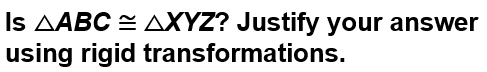 Is △ABC ≅ △XYZ? Justify your answer
using rigid transformations.